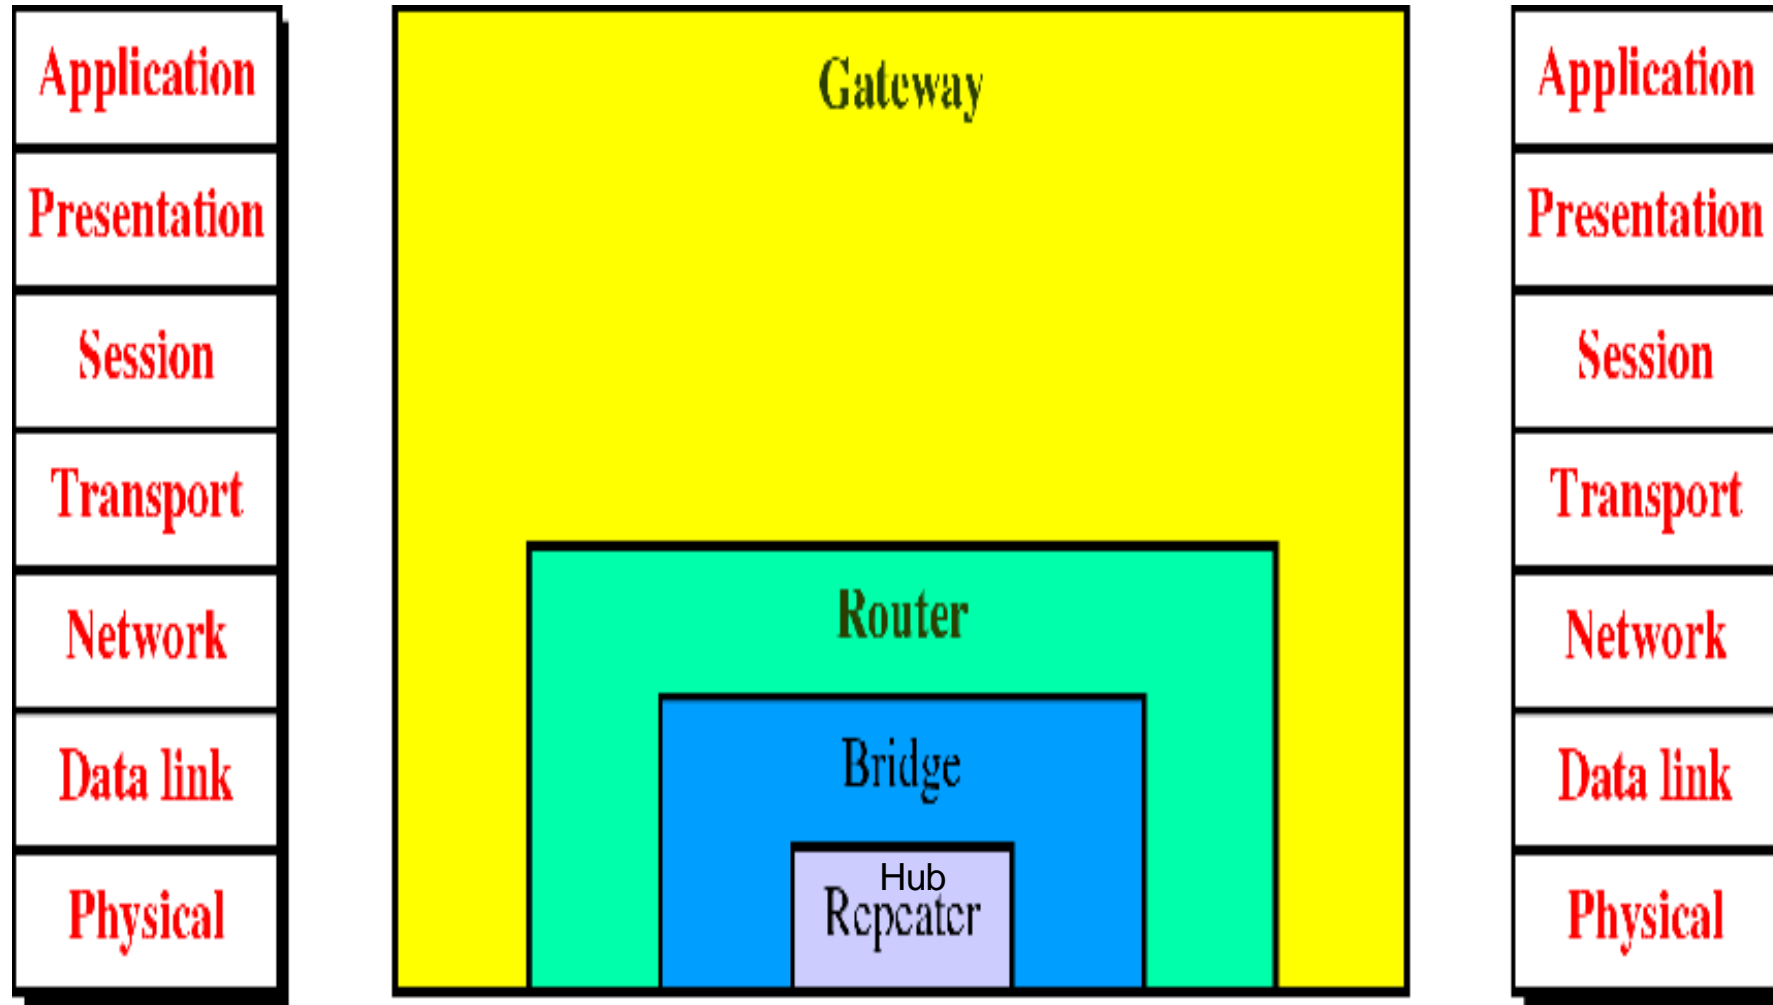 Application
Presentation
Session
Transport
Network
Data link
Physical
Gateway
Router
Bridge
Hub
Repeater
Application
Presentation
Session
Transport
Network
Data link
Physical